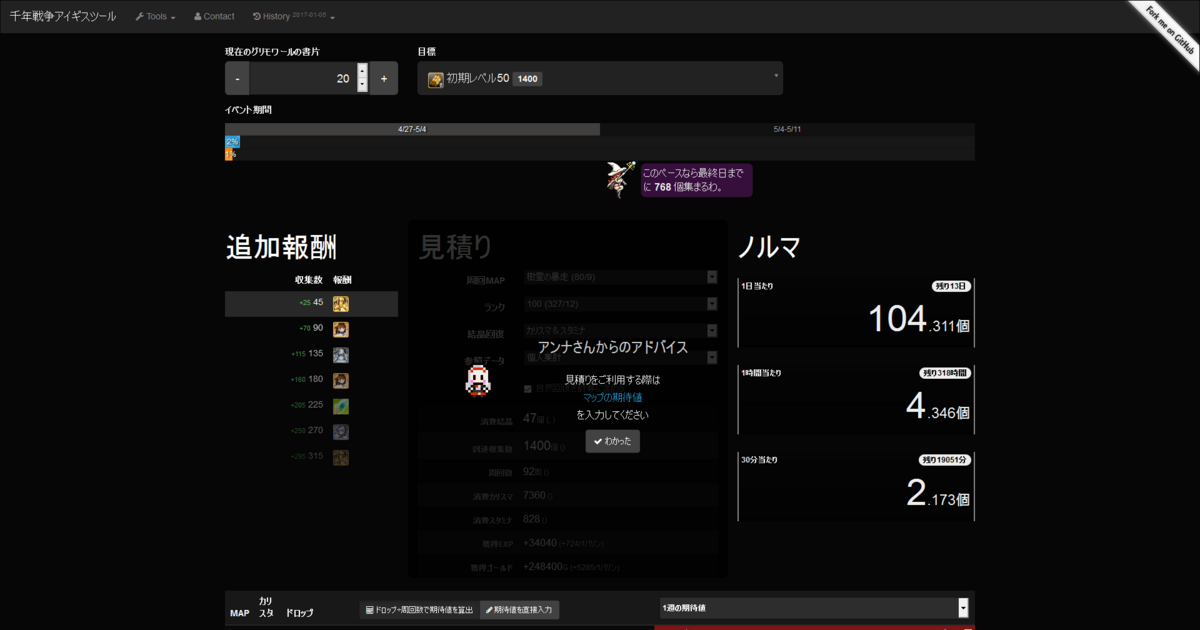 千年戦争アイギスツール Tools Contact History 2017-01-05
Fork me on GitHub
現在のグリモワールの書片 目標
- 20 + 初期レベル50 1400
イベント期間
4/27-5/4 5/4-5/11
2%
1%
このペースなら最終日まで
に 768 個集まるわ。
追加報酬
収集数 報酬
+25 45
+70 90
+115 135
+160 180
+205 225
+250 270
+295 315
見積り
周回MAP 樹霊の暴走 (80/9)
ランク 100 (327/12)
結晶回復 カリスマ&スタミナ
参照データ 個人集計
アンナさんからのアドバイス
見積りをご利用する際は
マップの期待値
を入力してください
わかった
消費結晶 47個 ( )
1400個 ()
周回数 92周 ()
消費カリスマ 7360 ()
消費スタミナ 828 ()
獲得EXP +34040 (+724/1ケリン)
獲得ゴールド +248400G (+5285/1ケリン)
ノルマ
1日当たり 残り13日
104.311個
1時間当たり 残り318時間
4.346個
30分当たり 残り19051分
2.173個
MAP カリ
スタ ドロップ ドロップ÷周回数で期待値を算出 期待値を直接入力 1週の期待値